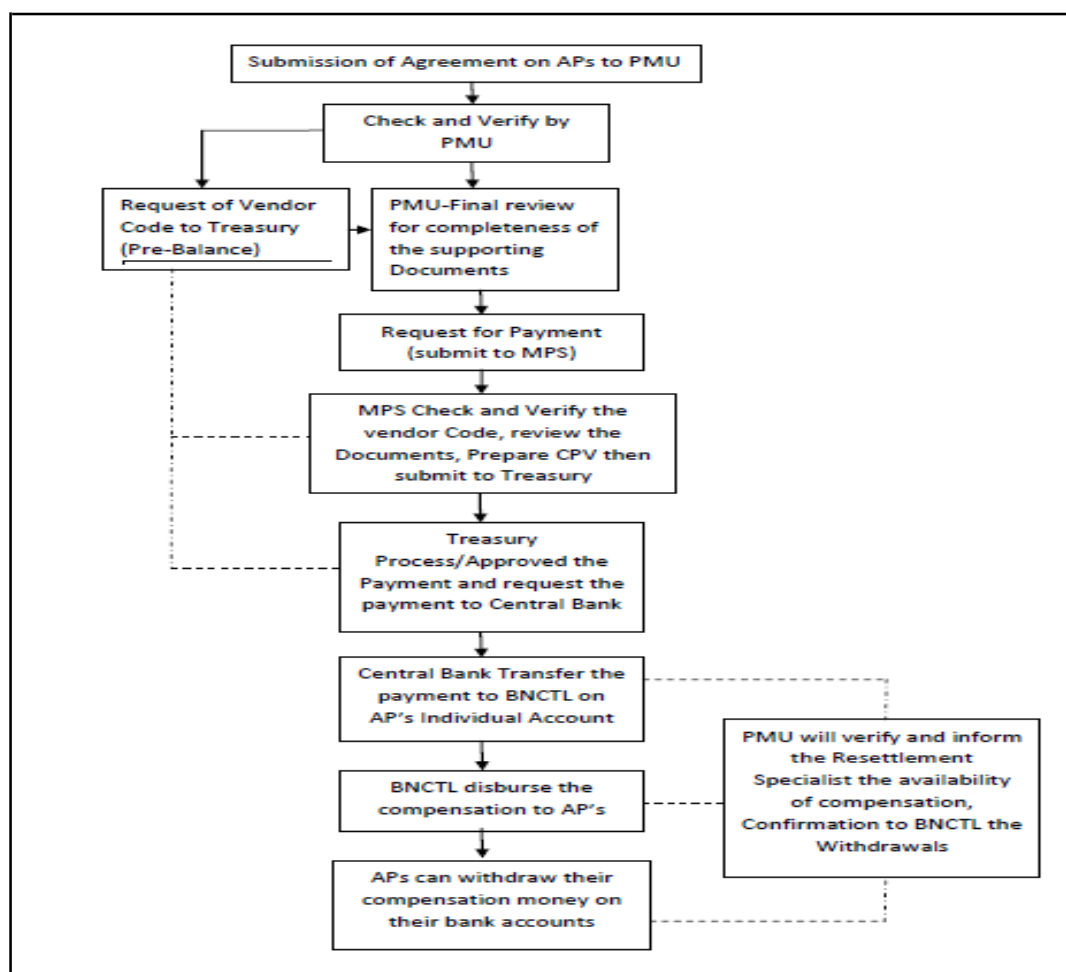 Submission of Agreement on APs to PMU
Check and Verify by
PMU
Request of Vendor
Code to Treasury
(Pre-Balance)
PMU-Final review
for completeness of
the supporting
Documents
Request for Payment
(submit to MPS)
MPS Check and Verify the
vendor Code, review the
Documents, Prepare CPV then
submit to Treasury
Treasury
Process/Approved the
Payment and request the
payment to Central Bank
Central Bank Transfer the
payment to BNCTL on
AP's Individual Account
PMU will verify and inform
the Resettlement
Specialist the availability
of compensation,
Confirmation to BNCTL the
Withdrawals
BNCTL disburse the
compensation to AP's
APs can withdraw their
compensation money on
their bank accounts